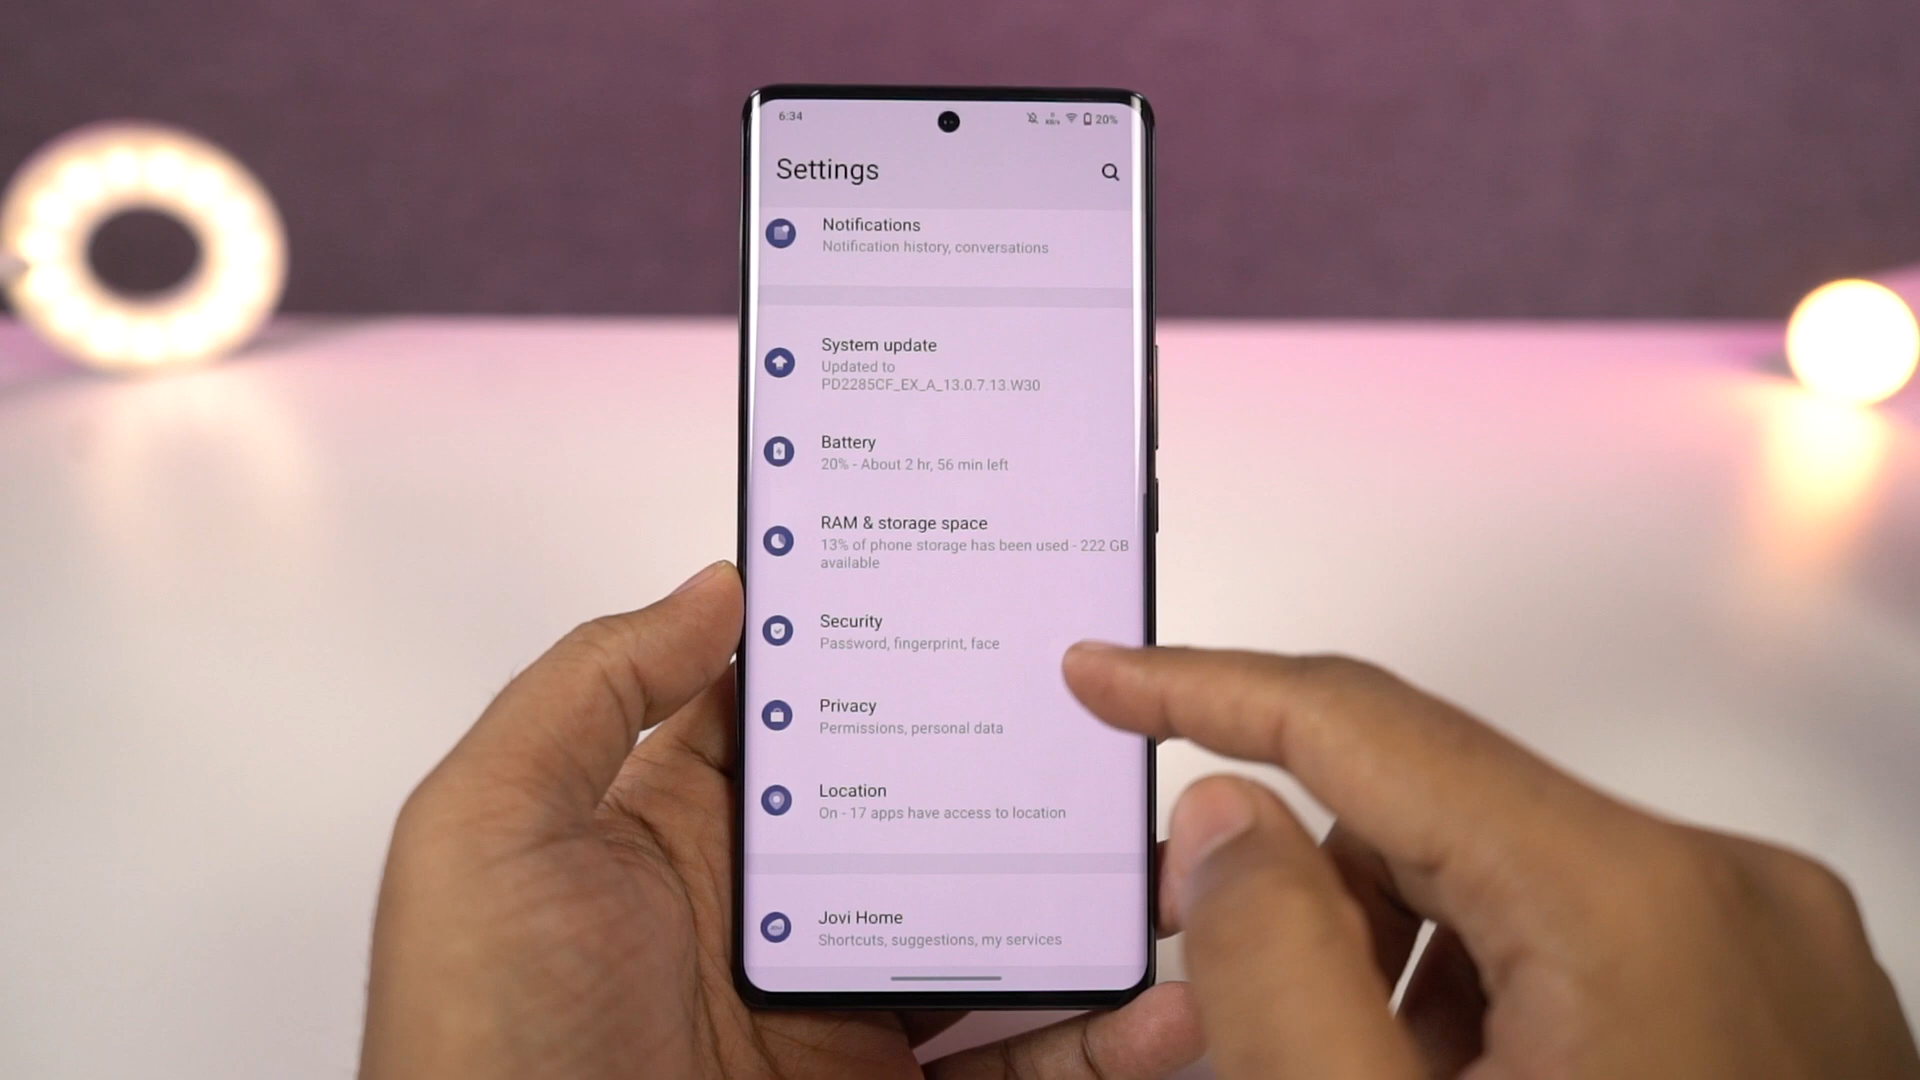 6:34
20%
Settings
Notifications
Notification history, conversations
System update
Updated to
PD2285CF_EX_A_13.0.7.13.W30
Battery
20% - About 2 hr, 56 min left
RAM & storage space
13% of phone storage has been used - 222 GB
available
Security
Password, fingerprint, face
Privacy
Permissions, personal data
Location
On - 17 apps have access to location
Jovi Home
Shortcuts, suggestions, my services